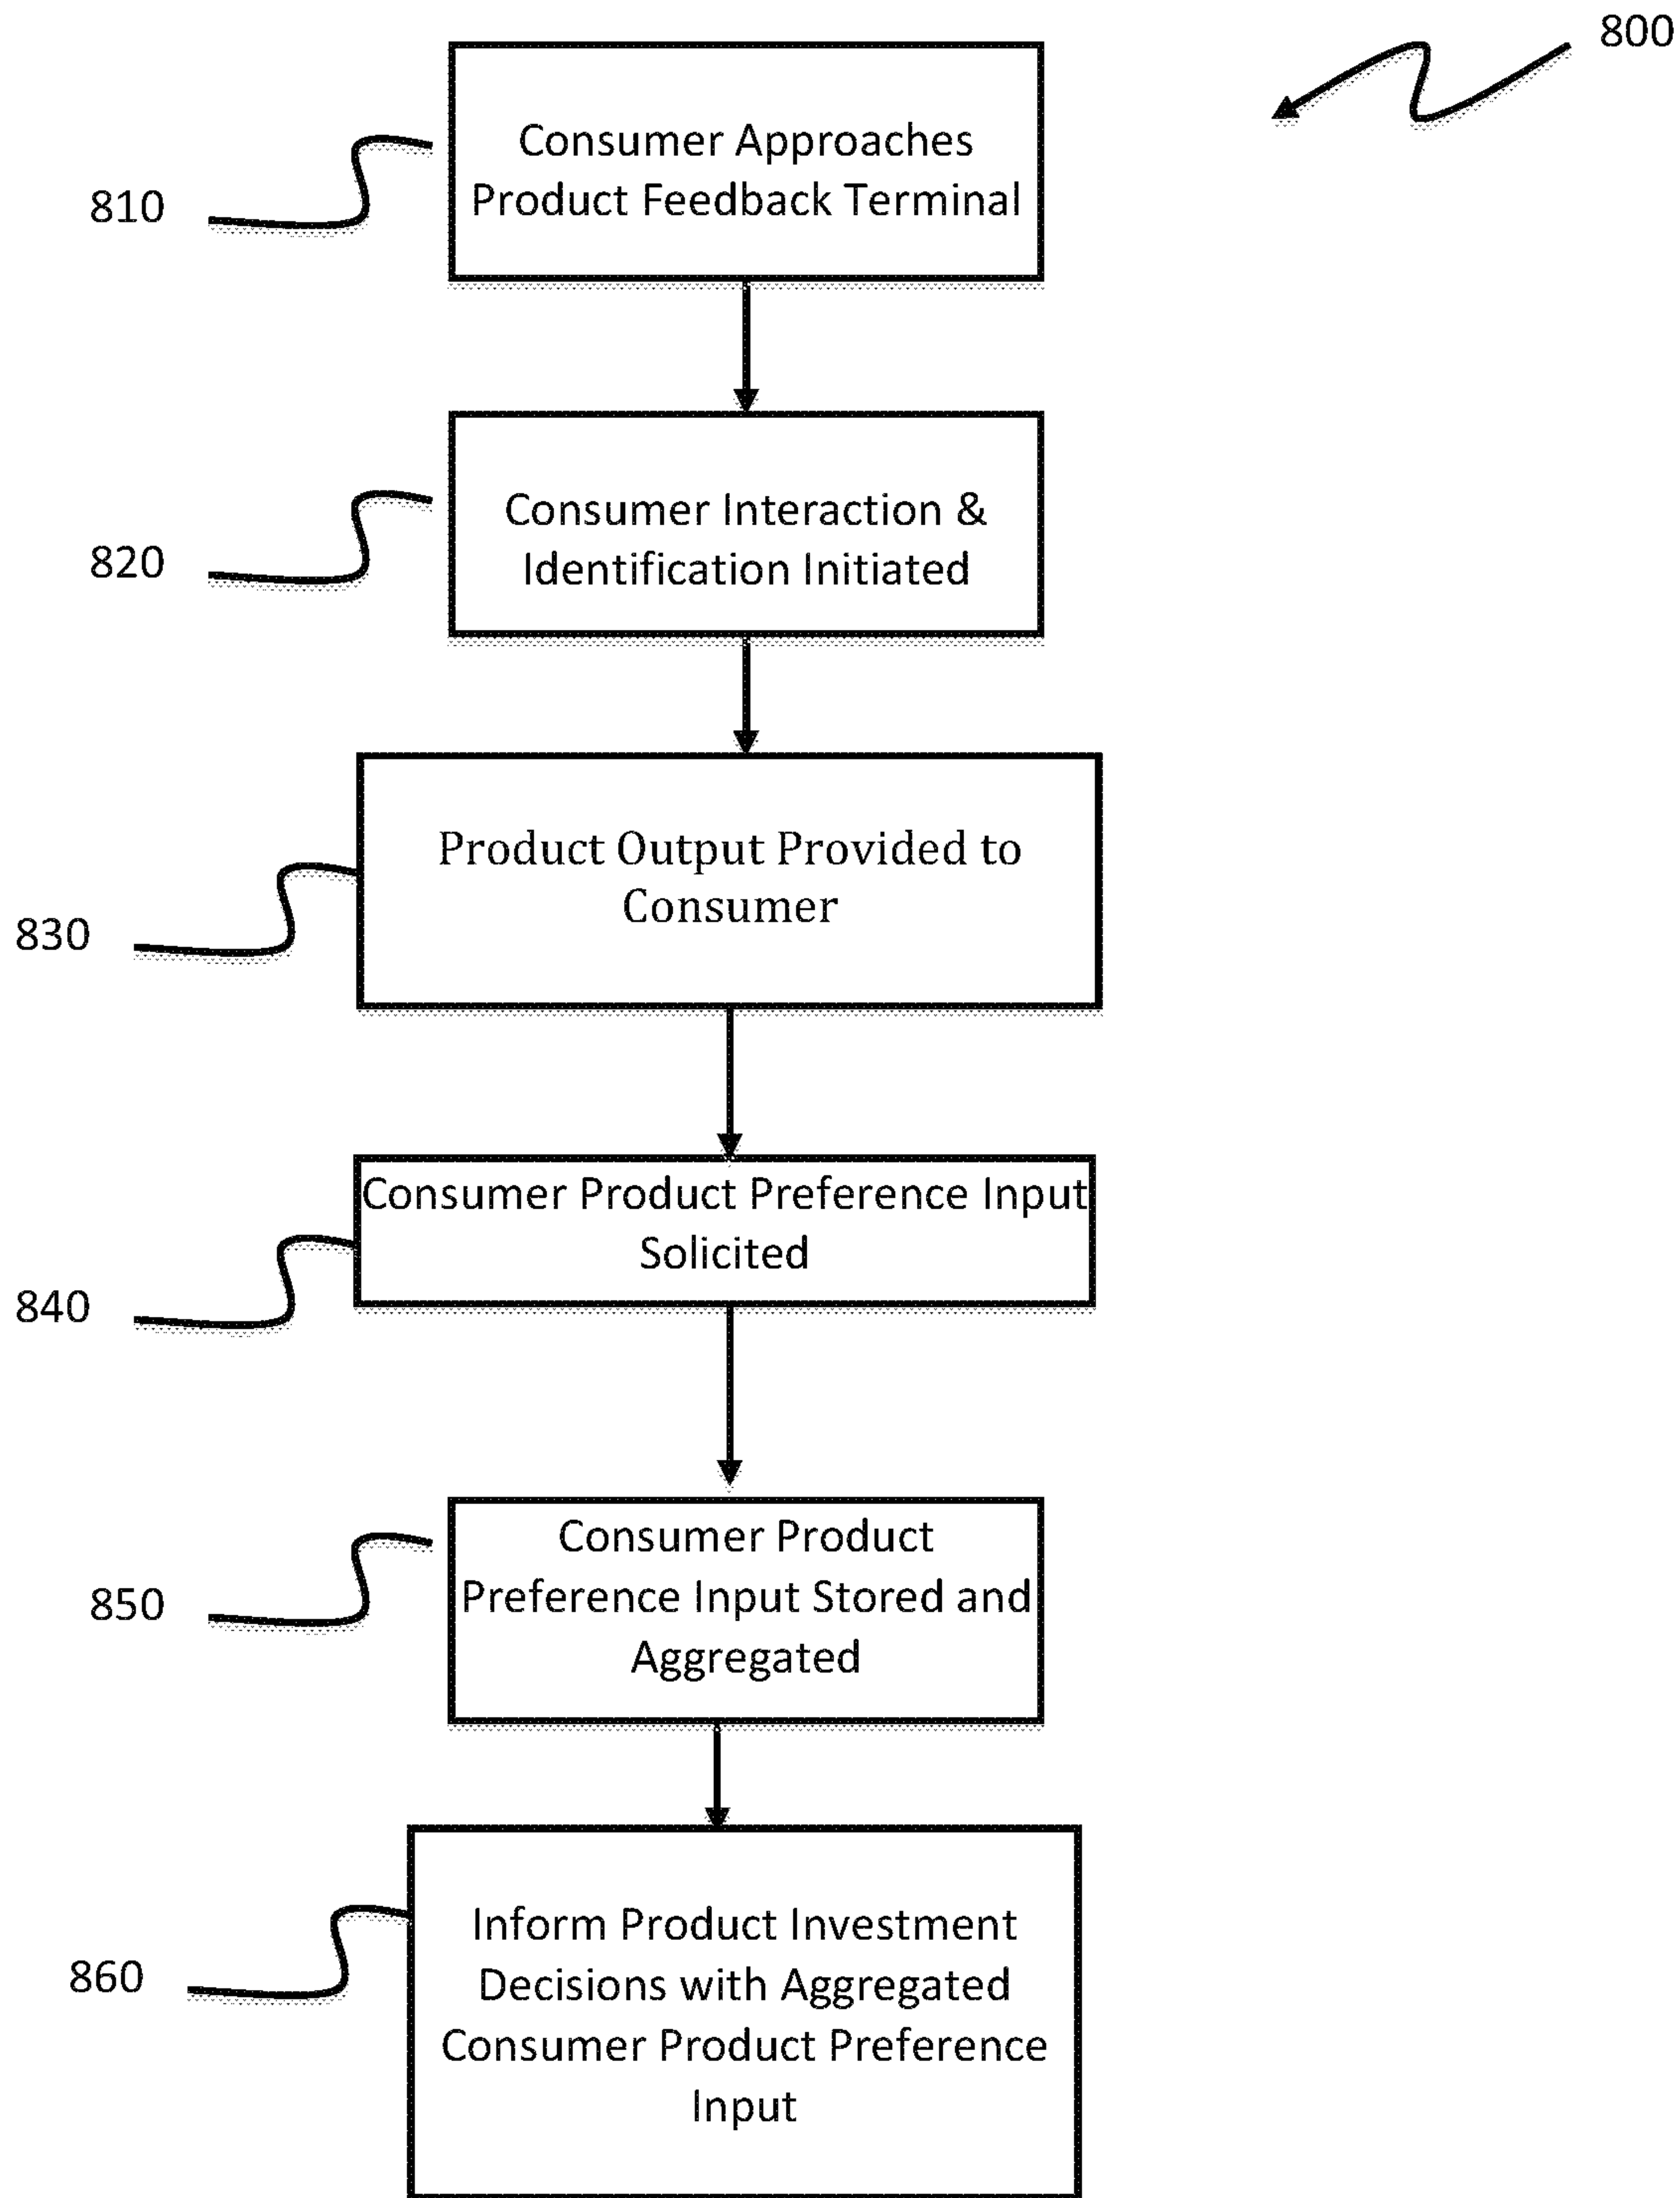 800
Consumer Approaches
Product Feedback Terminal
810
Consumer Interaction &
Identification Initiated
820
Product Output Provided to
Consumer
830
Consumer Product Preference Input
Solicited
840
Consumer Product
Preference Input Stored and
Aggregated
850
Inform Product Investment
Decisions with Aggregated
Consumer Product Preference
Input
860